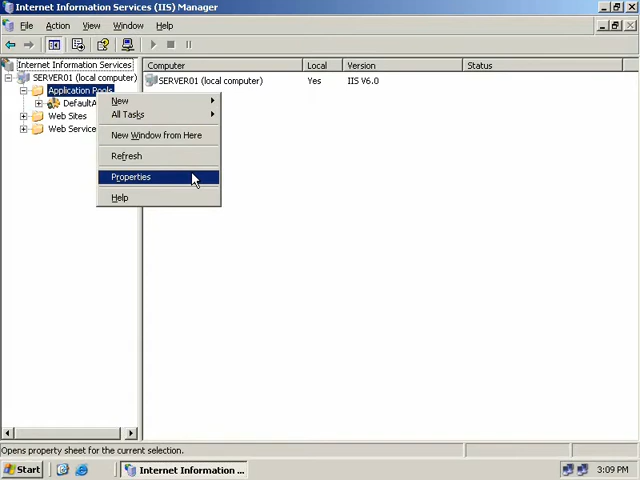 Internet Information Services (IIS) Manager
File Action View Window Help
Internet Information Services
SERVER01 (local computer)
Application Pools
DefaultA
Web Sites
Web Service
New
All Tasks
New Window from Here
Refresh
Properties
Help
Computer Local Version Status
SERVER01 (local computer) Yes IIS V6.0
Opens property sheet for the current selection.
Start Internet Information ... 3:09 PM